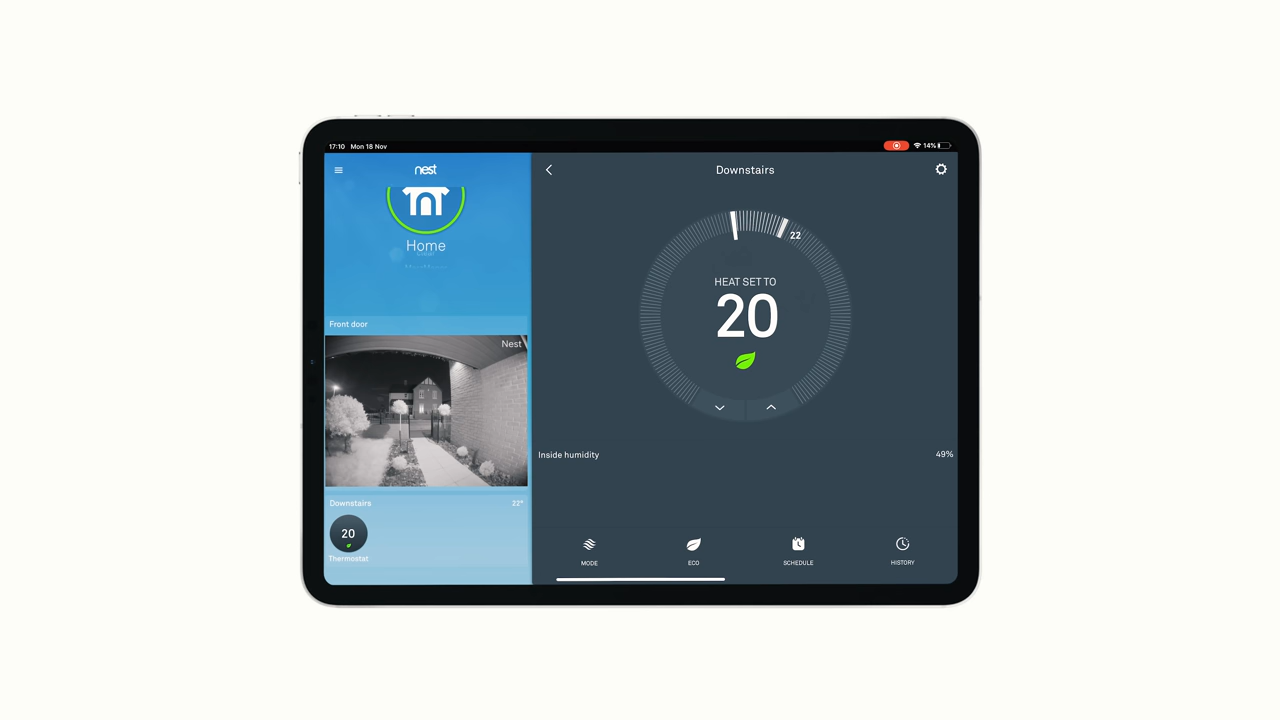 17:10 Mon 18 Nov
14%
nest
Home
Front door
Nest
Downstairs
22°
20
Thermostat
Downstairs
22
HEAT SET TO
20
Inside humidity
49%
MODE
ECO
SCHEDULE
HISTORY